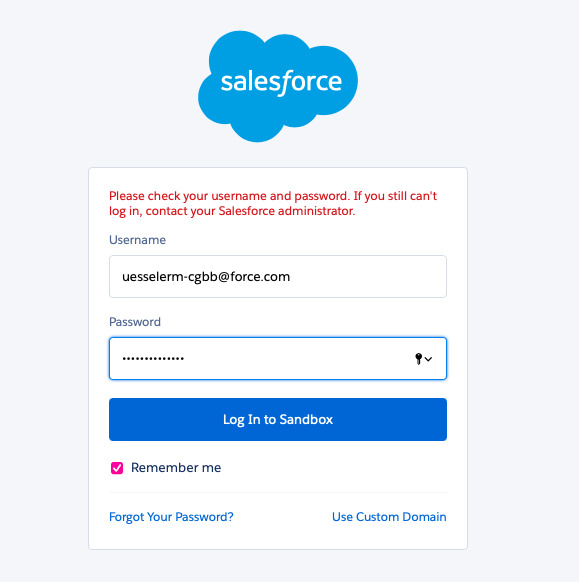 salesforce
Please check your username and password. If you still can't
log in, contact your Salesforce administrator.
Username
uesselerm-cgbb@force.com
Password
••••••••••••••
Log In to Sandbox
Remember me
Forgot Your Password?
Use Custom Domain